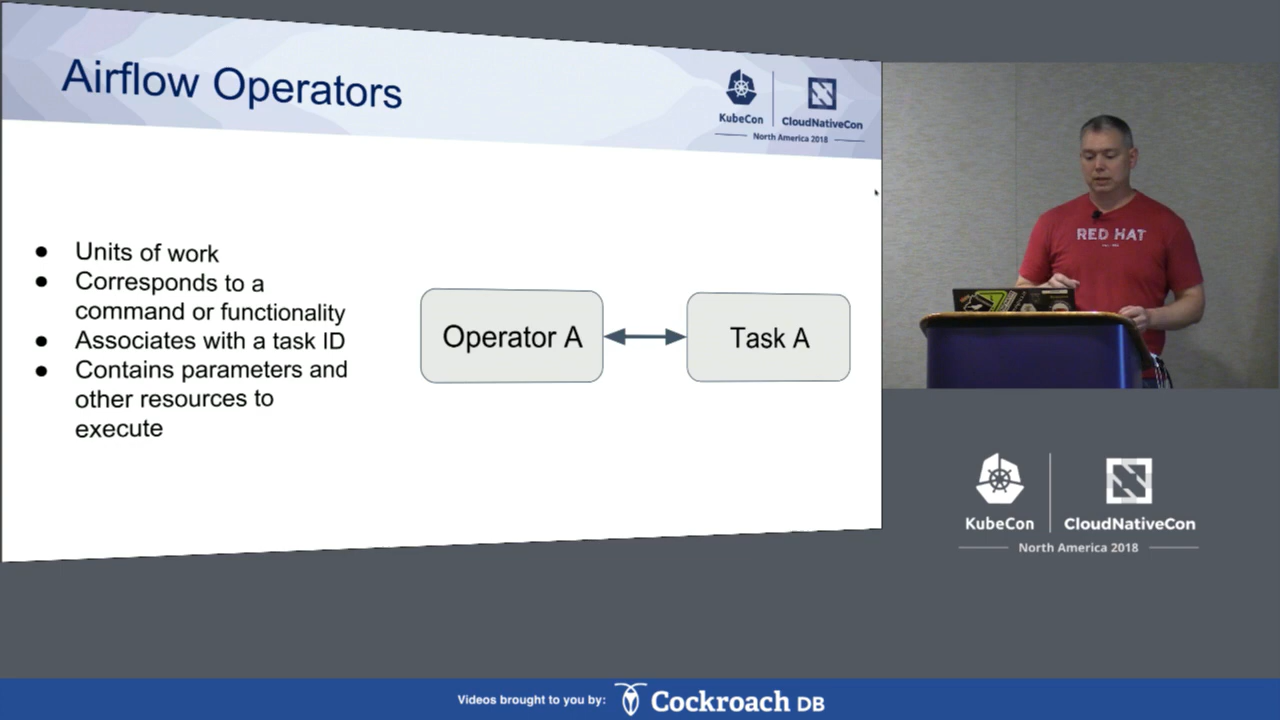 Airflow Operators
KubeCon
CloudNativeCon
North America 2018
● Units of work
● Corresponds to a
command or functionality
● Associates with a task ID
● Contains parameters and
other resources to
execute
Operator A
Task A
RED HAT
KubeCon
CloudNativeCon
North America 2018
Videos brought to you by: Cockroach DB